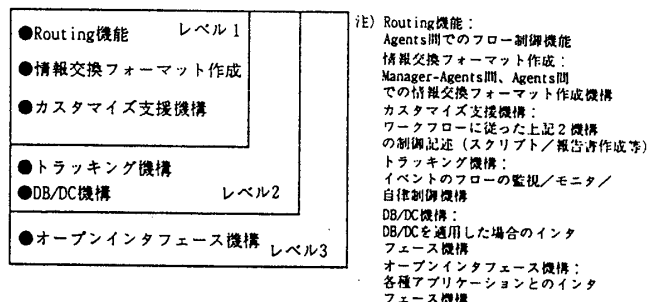 ●Routing機能 レベル1
●情報交換フォーマット作成
●カスタマイズ支援機構
●トラッキング機構
●DB/DC機構 レベル2
●オープンインタフェース機構 レベル3
注) Routing機能:
Agents間でのフロー制御機能
情報交換フォーマット作成:
Manager-Agents間、Agents間
での情報交換フォーマット作成機構
カスタマイズ支援機構:
ワークフローに従った上記2機構
の制御記述(スクリプト/報告書作成等)
トラッキング機構:
イベントのフローの監視/モニタ/
自律制御機構
DB/DC機構:
DB/DCを適用した場合のインタ
フェース機構
オープンインタフェース機構:
各種アプリケーションとのインタ
フェース機構